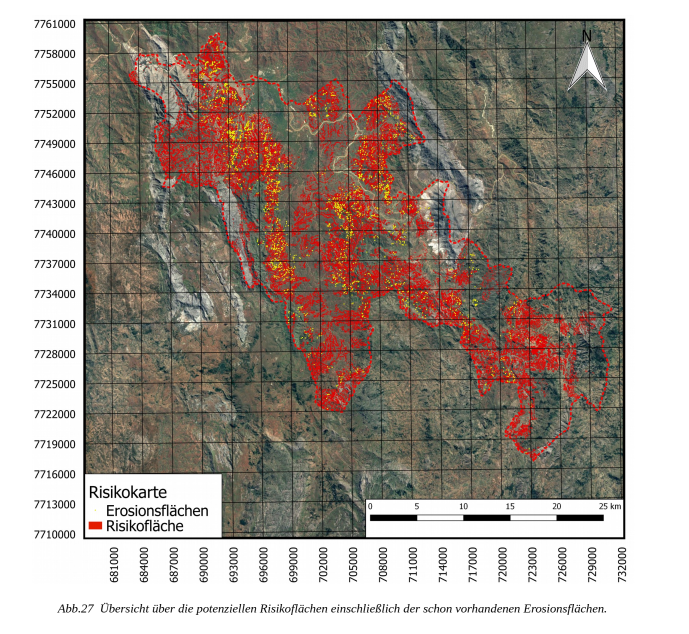 7761000
7758000
7755000
7752000
7749000
7746000
7743000
7740000
7737000
7734000
7731000
7728000
7725000
7722000
7719000
7716000
7713000
7710000
N
Risikokarte
Erosionsflächen
Risikofläche
0 5 10 15 20 25 km
681000 684000 687000 690000 693000 696000 699000 702000 705000 708000 711000 714000 717000 720000 723000 726000 729000 732000
Abb.27 Übersicht über die potenziellen Risikoflächen einschließlich der schon vorhandenen Erosionsflächen.